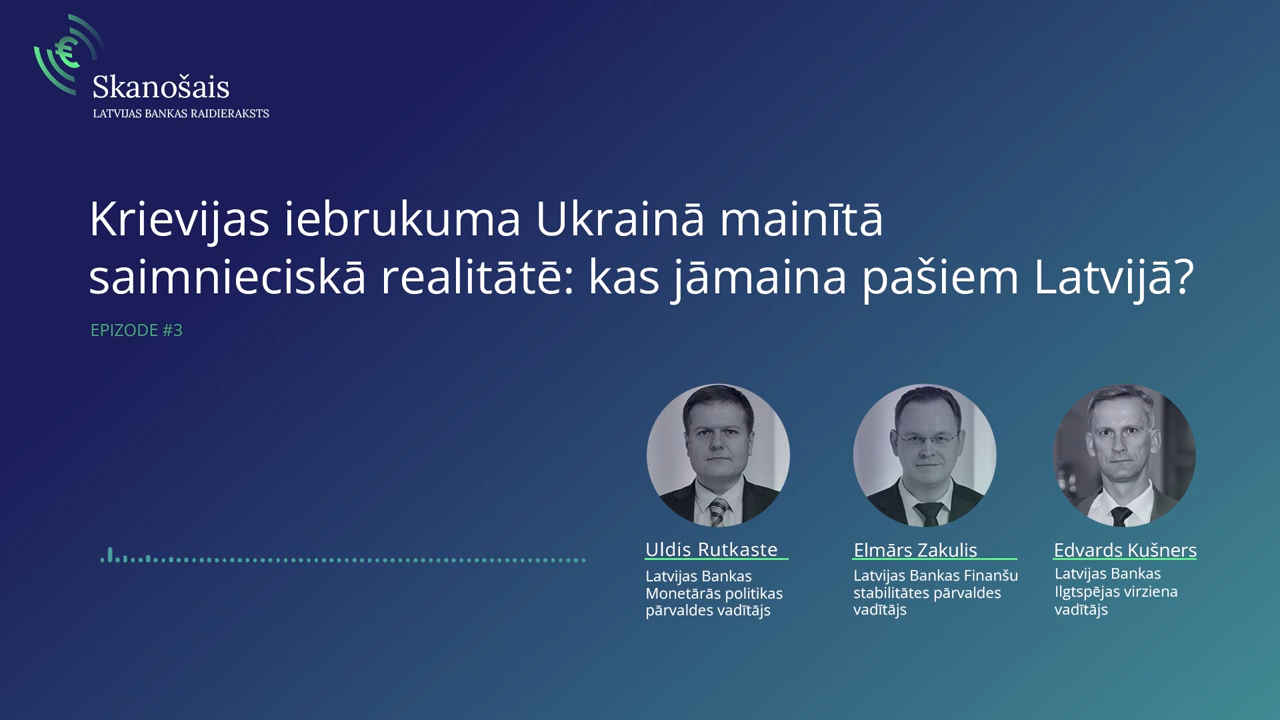 Skanošais
LATVIJAS BANKAS RAIDIERAKSTS
Krievijas iebrukuma Ukrainā mainītā
saimnieciskā realitātē: kas jāmaina pašiem Latvijā?
EPIZODE #3
Uldis Rutkaste
Latvijas Bankas
Monetārās politikas
pārvaldes vadītājs
Elmārs Zakulis
Latvijas Bankas Finanšu
stabilitātes pārvaldes
vadītājs
Edvards Kušners
Latvijas Bankas
Ilgtspējas virziena
vadītājs